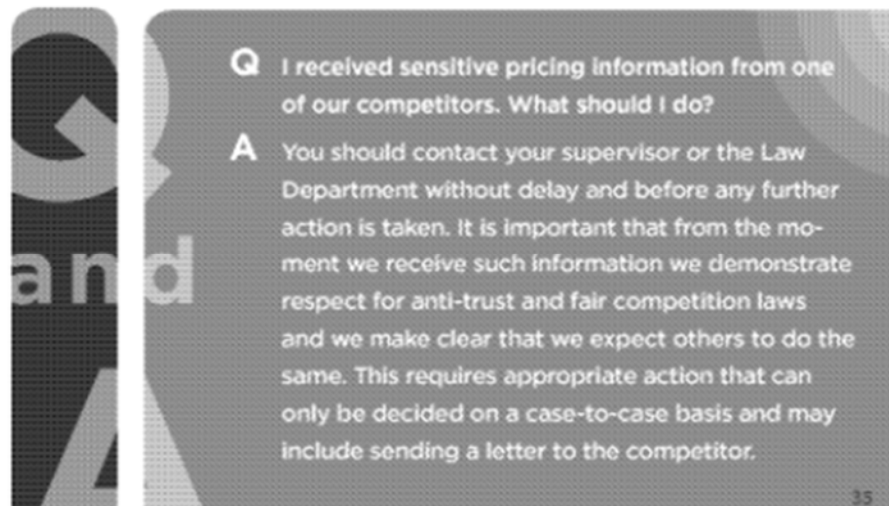 Q and A
Q I received sensitive pricing information from one
of our competitors. What should I do?
A You should contact your supervisor or the Law
Department without delay and before any further
action is taken. It is important that from the mo-
ment we receive such information we demonstrate
respect for anti-trust and fair competition laws
and we make clear that we expect others to do the
same. This requires appropriate action that can
only be decided on a case-to-case basis and may
include sending a letter to the competitor.
35